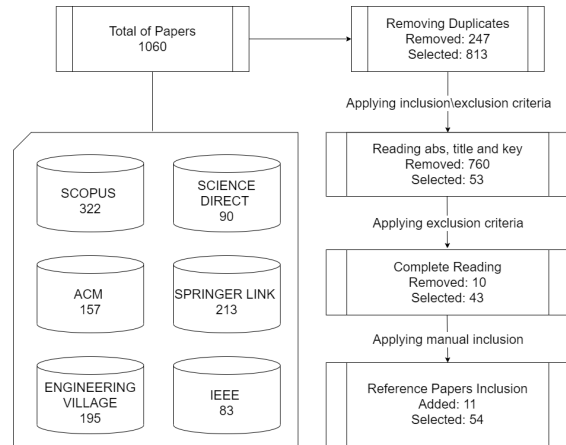 Total of Papers
1060
Removing Duplicates
Removed: 247
Selected: 813
Applying inclusion\exclusion criteria
Reading abs, title and key
Removed: 760
Selected: 53
Applying exclusion criteria
Complete Reading
Removed: 10
Selected: 43
Applying manual inclusion
Reference Papers Inclusion
Added: 11
Selected: 54
SCOPUS
322
SCIENCE
DIRECT
90
ACM
157
SPRINGER LINK
213
ENGINEERING
VILLAGE
195
IEEE
83